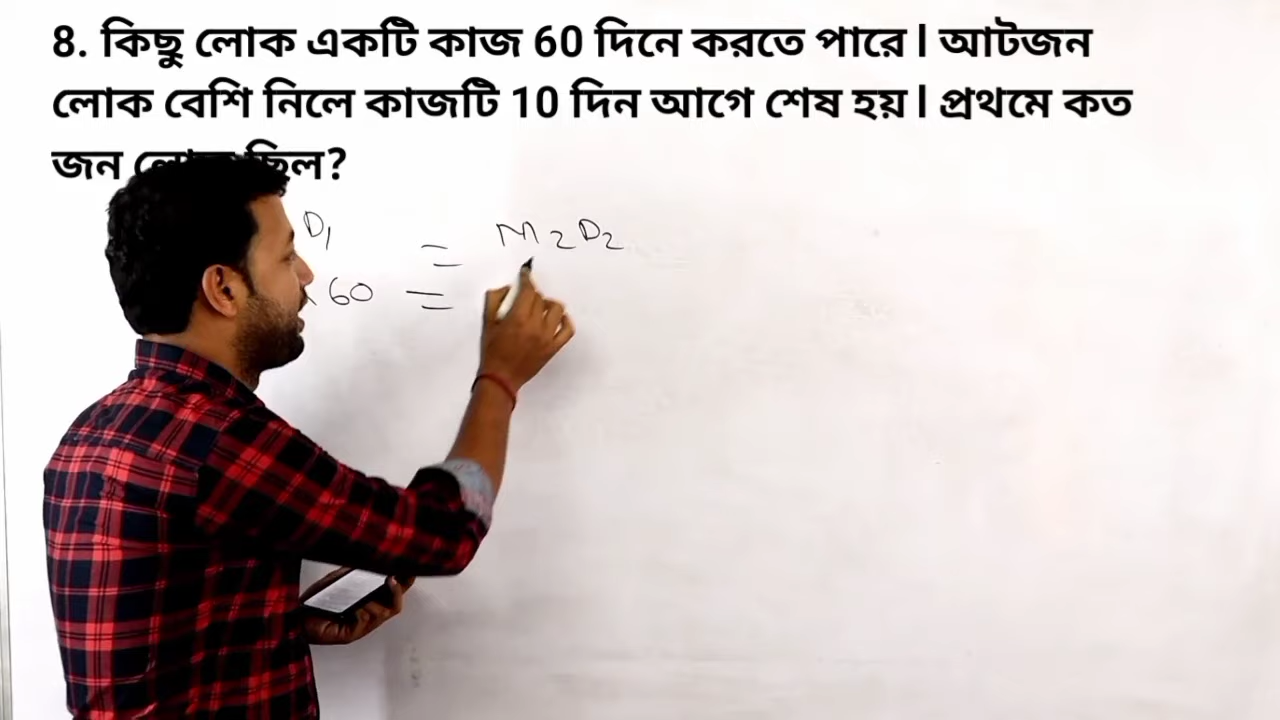 8. কিছু লোক একটি কাজ 60 দিনে করতে পারে | আটজন
লোক বেশি নিলে কাজটি 10 দিন আগে শেষ হয় | প্রথমে কত
জন ছিল?
D₁ = M₂D₂
60 =